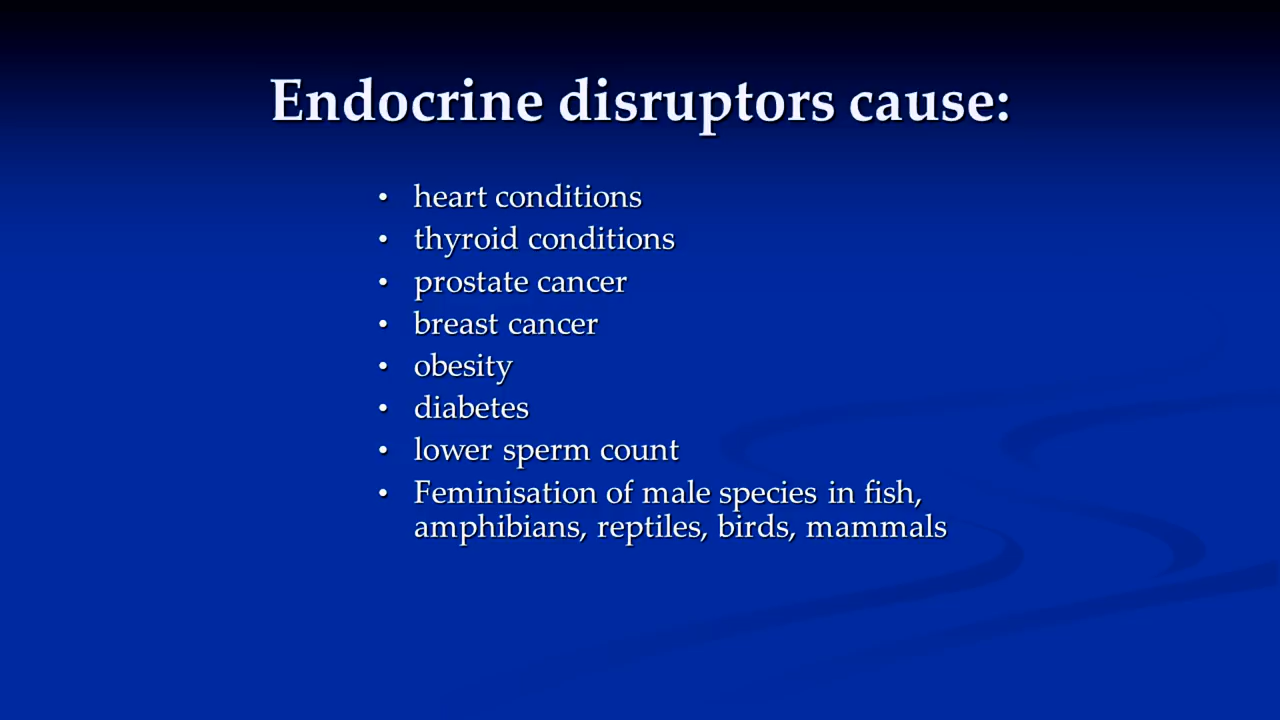 Endocrine disruptors cause:
• heart conditions
• thyroid conditions
• prostate cancer
• breast cancer
• obesity
• diabetes
• lower sperm count
• Feminisation of male species in fish,
amphibians, reptiles, birds, mammals